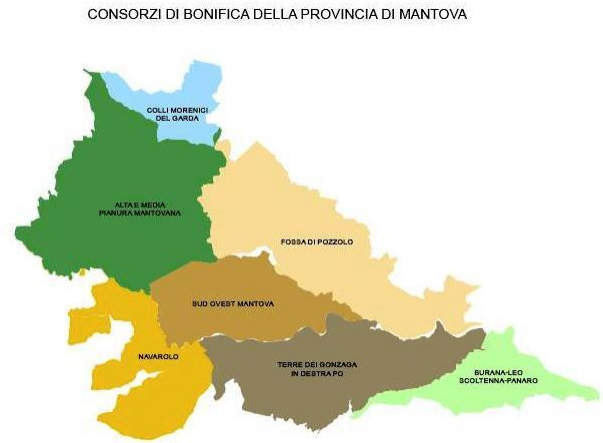 CONSORZI DI BONIFICA DELLA PROVINCIA DI MANTOVA
COLLI MORENICI
DEL GARDA
ALTA E MEDIA
PIANURA MANTOVANA
FOSSA DI POZZOLO
SUD OVEST MANTOVA
NAVAROLO
TERRE DEI GONZAGA
IN DESTRA PO
BURANA-LEO
SCOLTENNA-PANARO